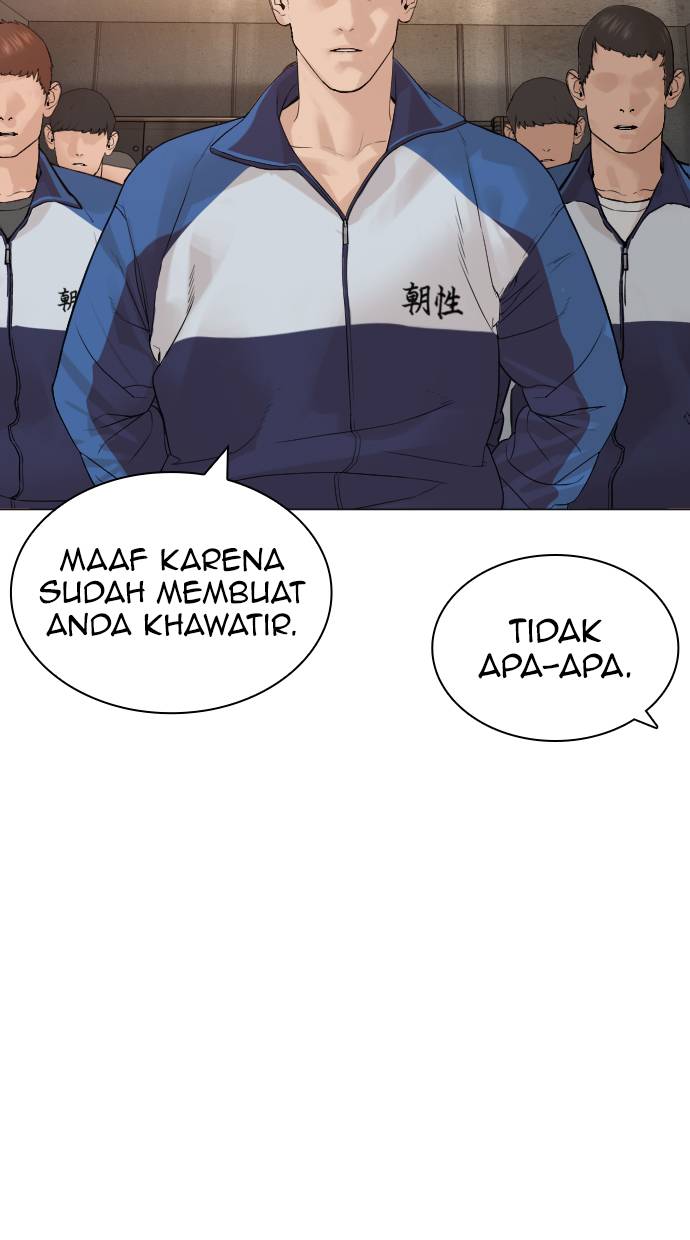 朝
朝性
MAAF KARENA
SUDAH MEMBUAT
ANDA KHAWATIR.
TIDAK
APA-APA.